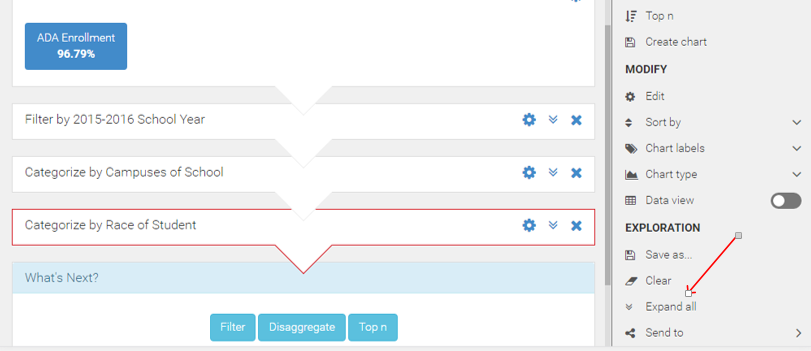 ADA Enrollment
96.79%
Filter by 2015-2016 School Year
Categorize by Campuses of School
Categorize by Race of Student
What's Next?
Filter
Disaggregate
Top n
Top n
Create chart
MODIFY
Edit
Sort by
Chart labels
Chart type
Data view
EXPLORATION
Save as...
Clear
Expand all
Send to